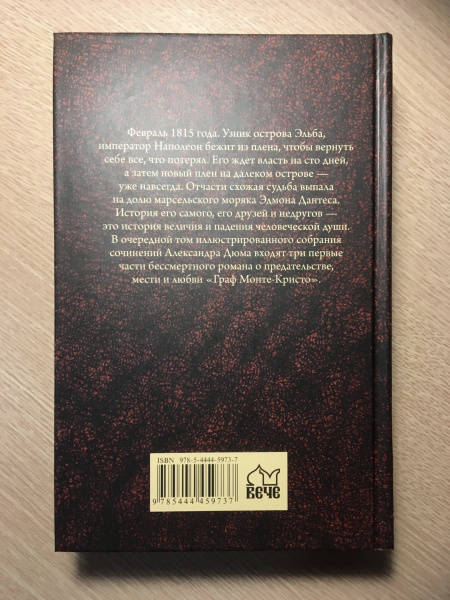 Февраль 1815 года. Узник острова Эльба,
император Наполеон бежит из плена, чтобы вернуть
себе все, что потерял. Его ждет власть на сто дней,
а затем новый плен на далеком острове —
уже навсегда. Отчасти схожая судьба выпала
на долю марсельского моряка Эдмона Дантеса.
История его самого, его друзей и недругов —
это история величия и падения человеческой души.
В очередной том иллюстрированного собрания
сочинений Александра Дюма входят три первые
части бессмертного романа о предательстве,
мести и любви «Граф Монте-Кристо».
ISBN 978-5-4444-5973-7
9 785444 459737
ВЕЧЕ